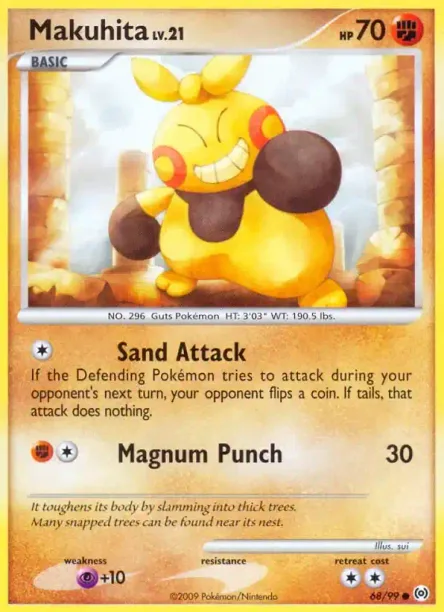 Makuhita LV.21 HP 70
BASIC
NO. 296 Guts Pokémon HT: 3'03" WT: 190.5 lbs.
Sand Attack
If the Defending Pokémon tries to attack during your
opponent's next turn, your opponent flips a coin. If tails, that
attack does nothing.
Magnum Punch 30
It toughens its body by slamming into thick trees.
Many snapped trees can be found near its nest.
Illus. sui
weakness resistance retreat cost
+10
©2009 Pokémon/Nintendo 68/99